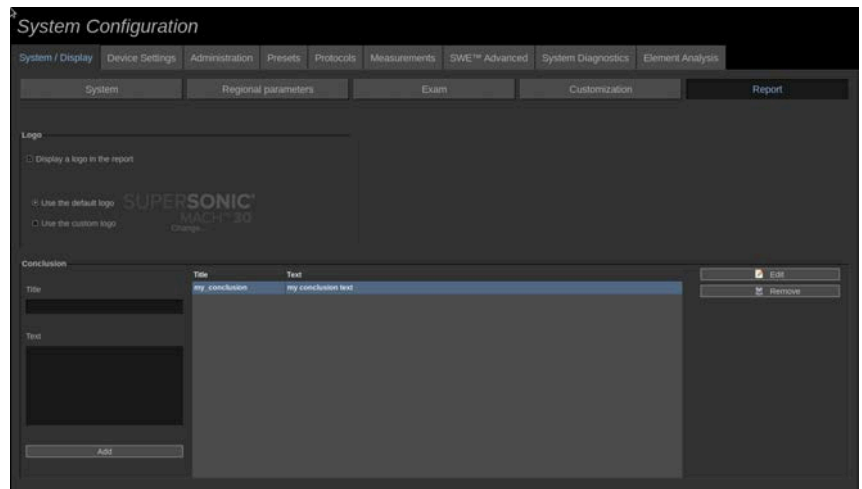 System Configuration
System / Display Device Settings Administration Presets Protocols Measurements SWE™ Advanced System Diagnostics Element Analysis
System Regional parameters Exam Customization Report
Logo
Display a logo in the report
Use the default logo
SUPERSONIC®
MACH™ 30
Use the custom logo
Change...
Conclusion
Title
Text
Add
Title Text
my_conclusion my conclusion text
Edit
Remove